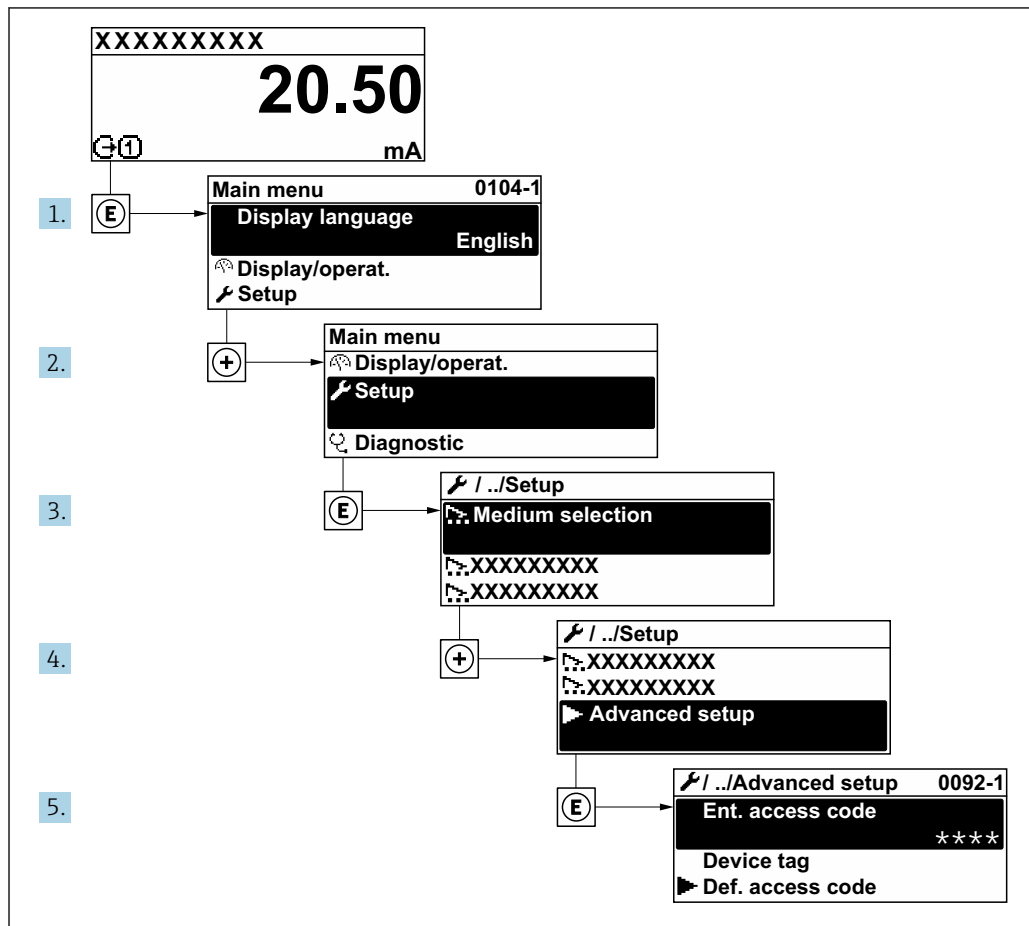 XXXXXXXXX
20.50
1 mA
1. E
Main menu 0104-1
Display language
English
Display/operat.
Setup
2. +
Main menu
Display/operat.
Setup
Diagnostic
3. E
/ ../Setup
Medium selection
XXXXXXXXX
XXXXXXXXX
4. +
/ ../Setup
XXXXXXXXX
XXXXXXXXX
Advanced setup
5. E
/ ../Advanced setup 0092-1
Ent. access code
****
Device tag
Def. access code